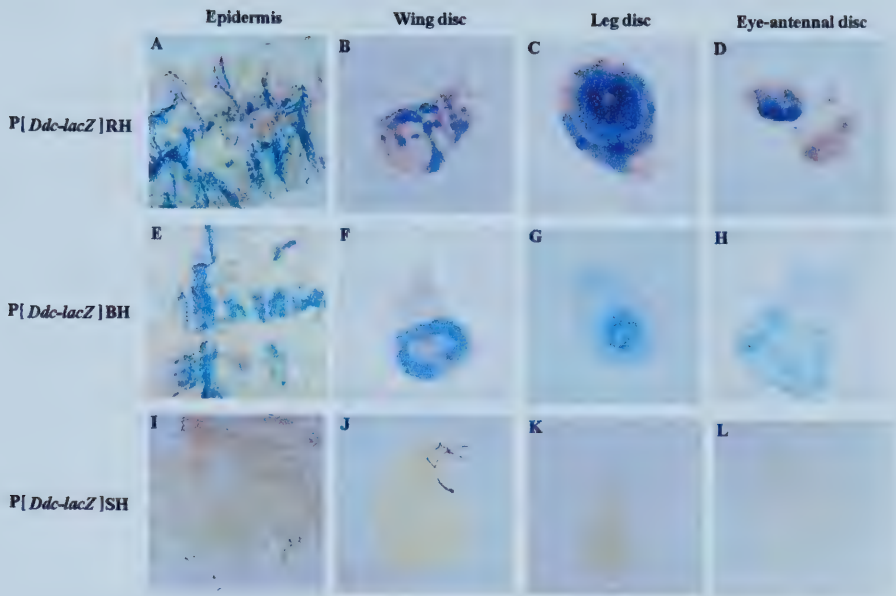 Epidermis Wing disc Leg disc Eye-antennal disc
A B C D
P[Ddc-lacZ]RH
E F G H
P[Ddc-lacZ]BH
I J K L
P[Ddc-lacZ]SH